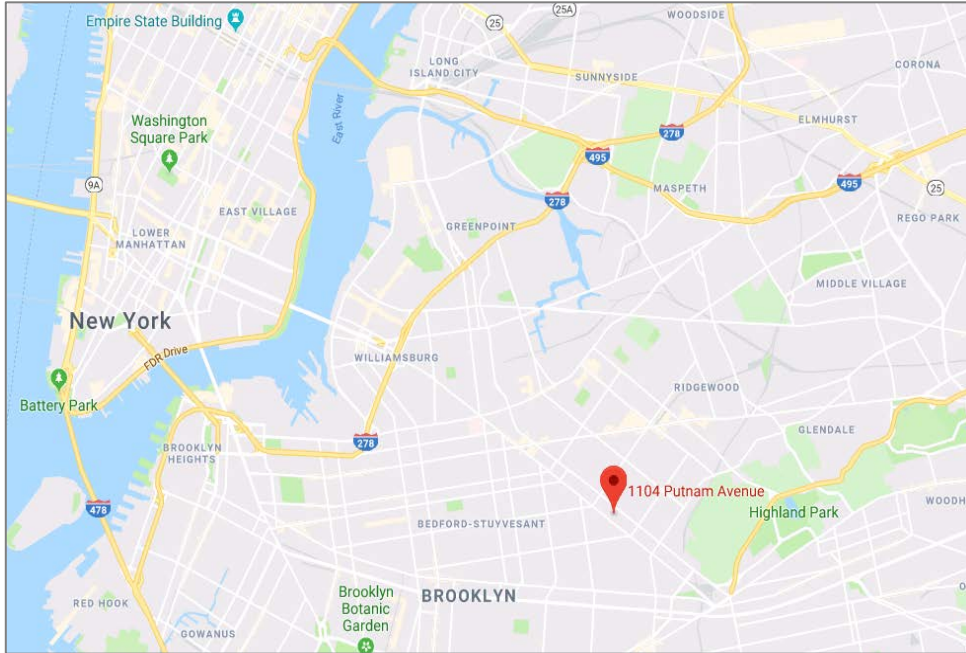 Empire State Building
25A
WOODSIDE
25
LONG
ISLAND CITY
SUNNYSIDE
CORONA
East River
Washington
Square Park
ELMHURST
278
495
9A
MASPETH
495
25
278
EAST VILLAGE
REGO PARK
LOWER
MANHATTAN
GREENPOINT
MIDDLE VILLAGE
New York
FDR Drive
WILLIAMSBURG
Battery Park
RIDGEWOOD
GLENDALE
278
BROOKLYN
HEIGHTS
1104 Putnam Avenue
WOODH
478
Highland Park
BEDFORD-STUYVESANT
O
Brooklyn
Botanic
Garden
BROOKLYN
RED HOOK
GOWANUS